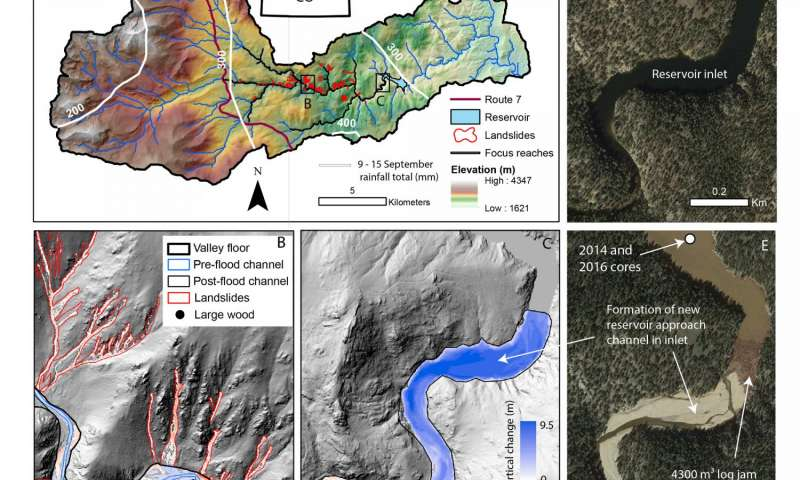 CO
200
300
300
400
B
C
N
Route 7
Reservoir
Landslides
Focus reaches
9 - 15 September
rainfall total (mm)
5
Kilometers
Elevation (m)
High : 4347
Low : 1621
Reservoir inlet
0.2
Km
B
Valley floor
Pre-flood channel
Post-flood channel
Landslides
Large wood
C
9.5
E
2014 and
2016 cores
Formation of new
reservoir approach
channel in inlet
4300 m³ log jam